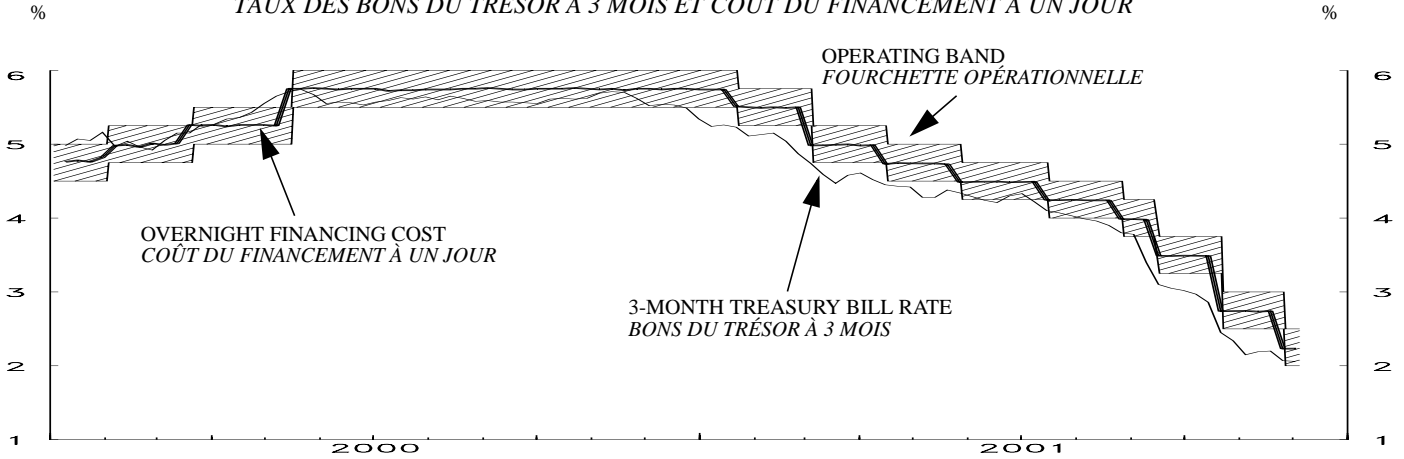 TAUX DES BONS DU TRÉSOR À 3 MOIS ET COÛT DU FINANCEMENT À UN JOUR
% %
OPERATING BAND
FOURCHETTE OPÉRATIONNELLE
6 6
5 5
OVERNIGHT FINANCING COST
COÛT DU FINANCEMENT À UN JOUR
4 4
3 3
3-MONTH TREASURY BILL RATE
BONS DU TRÉSOR À 3 MOIS
2 2
1 1
2000 2001